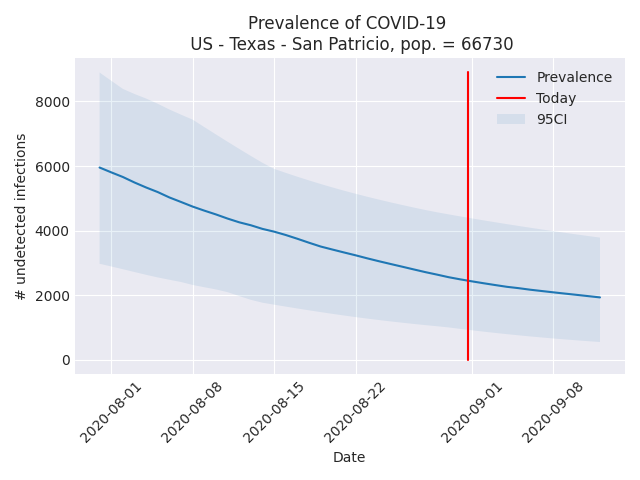 Prevalence of COVID-19
US - Texas - San Patricio, pop. = 66730
Prevalence
Today
95CI
# undetected infections
8000
6000
4000
2000
0
2020-08-01
2020-08-08
2020-08-15
2020-08-22
2020-09-01
2020-09-08
Date